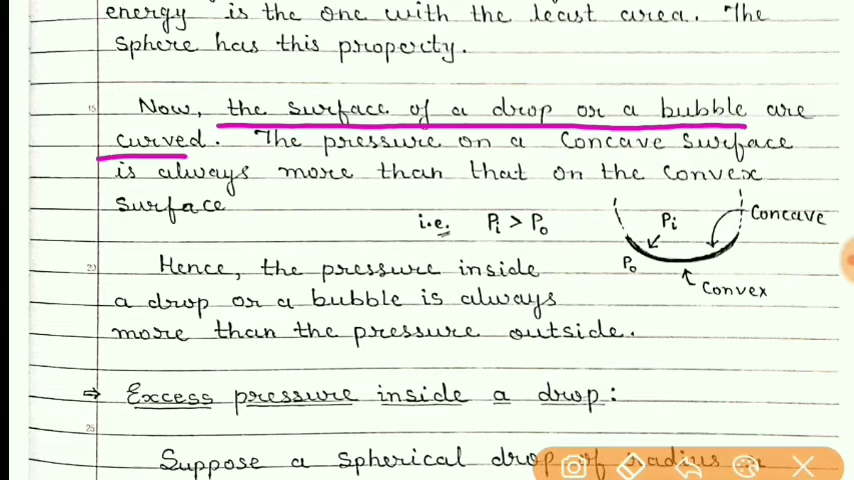 energy is the one with the least area. The
sphere has this property.
15
Now, the surface of a drop or a bubble are
curved. The pressure on a concave surface
is always more than that on the convex
surface
i.e. Pi > Po
Pi
Concave
Po
Convex
20
Hence, the pressure inside
a drop or a bubble is always
more than the pressure outside.
⇒ Excess pressure inside a drop:
25
Suppose a spherical drop of radius